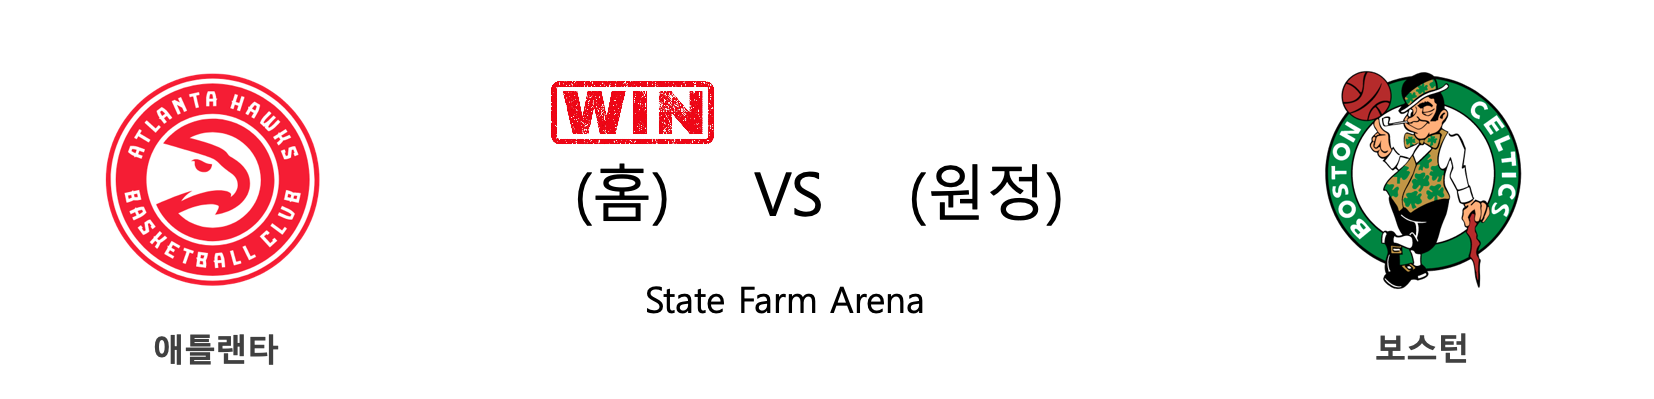 ATLANTA HAWKS
BASKETBALL CLUB
WIN
(홈) VS (원정)
State Farm Arena
BOSTON
CELTICS
애틀랜타
보스턴